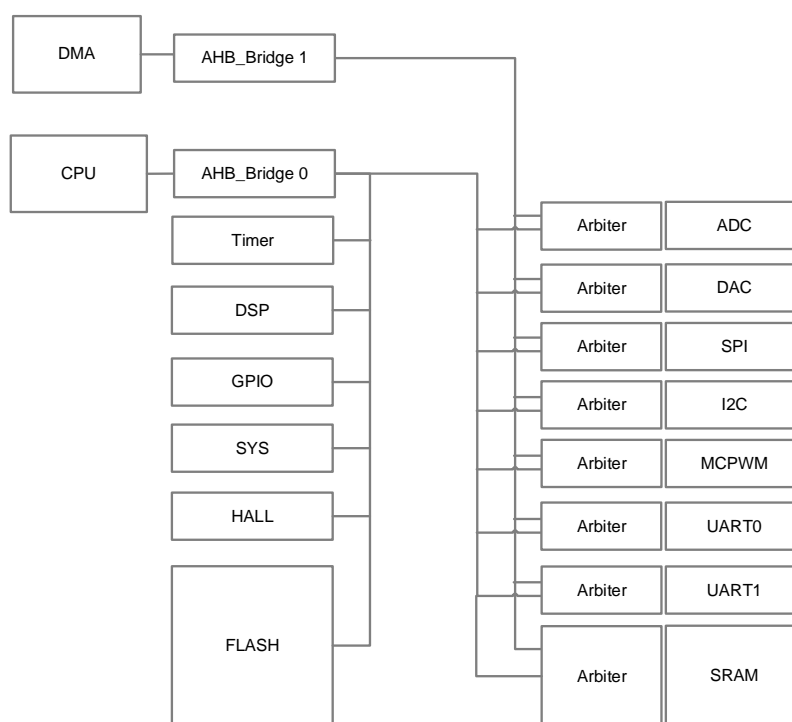 DMA
AHB_Bridge 1
CPU
AHB_Bridge 0
Timer
DSP
GPIO
SYS
HALL
FLASH
Arbiter
ADC
Arbiter
DAC
Arbiter
SPI
Arbiter
I2C
Arbiter
MCPWM
Arbiter
UART0
Arbiter
UART1
Arbiter
SRAM